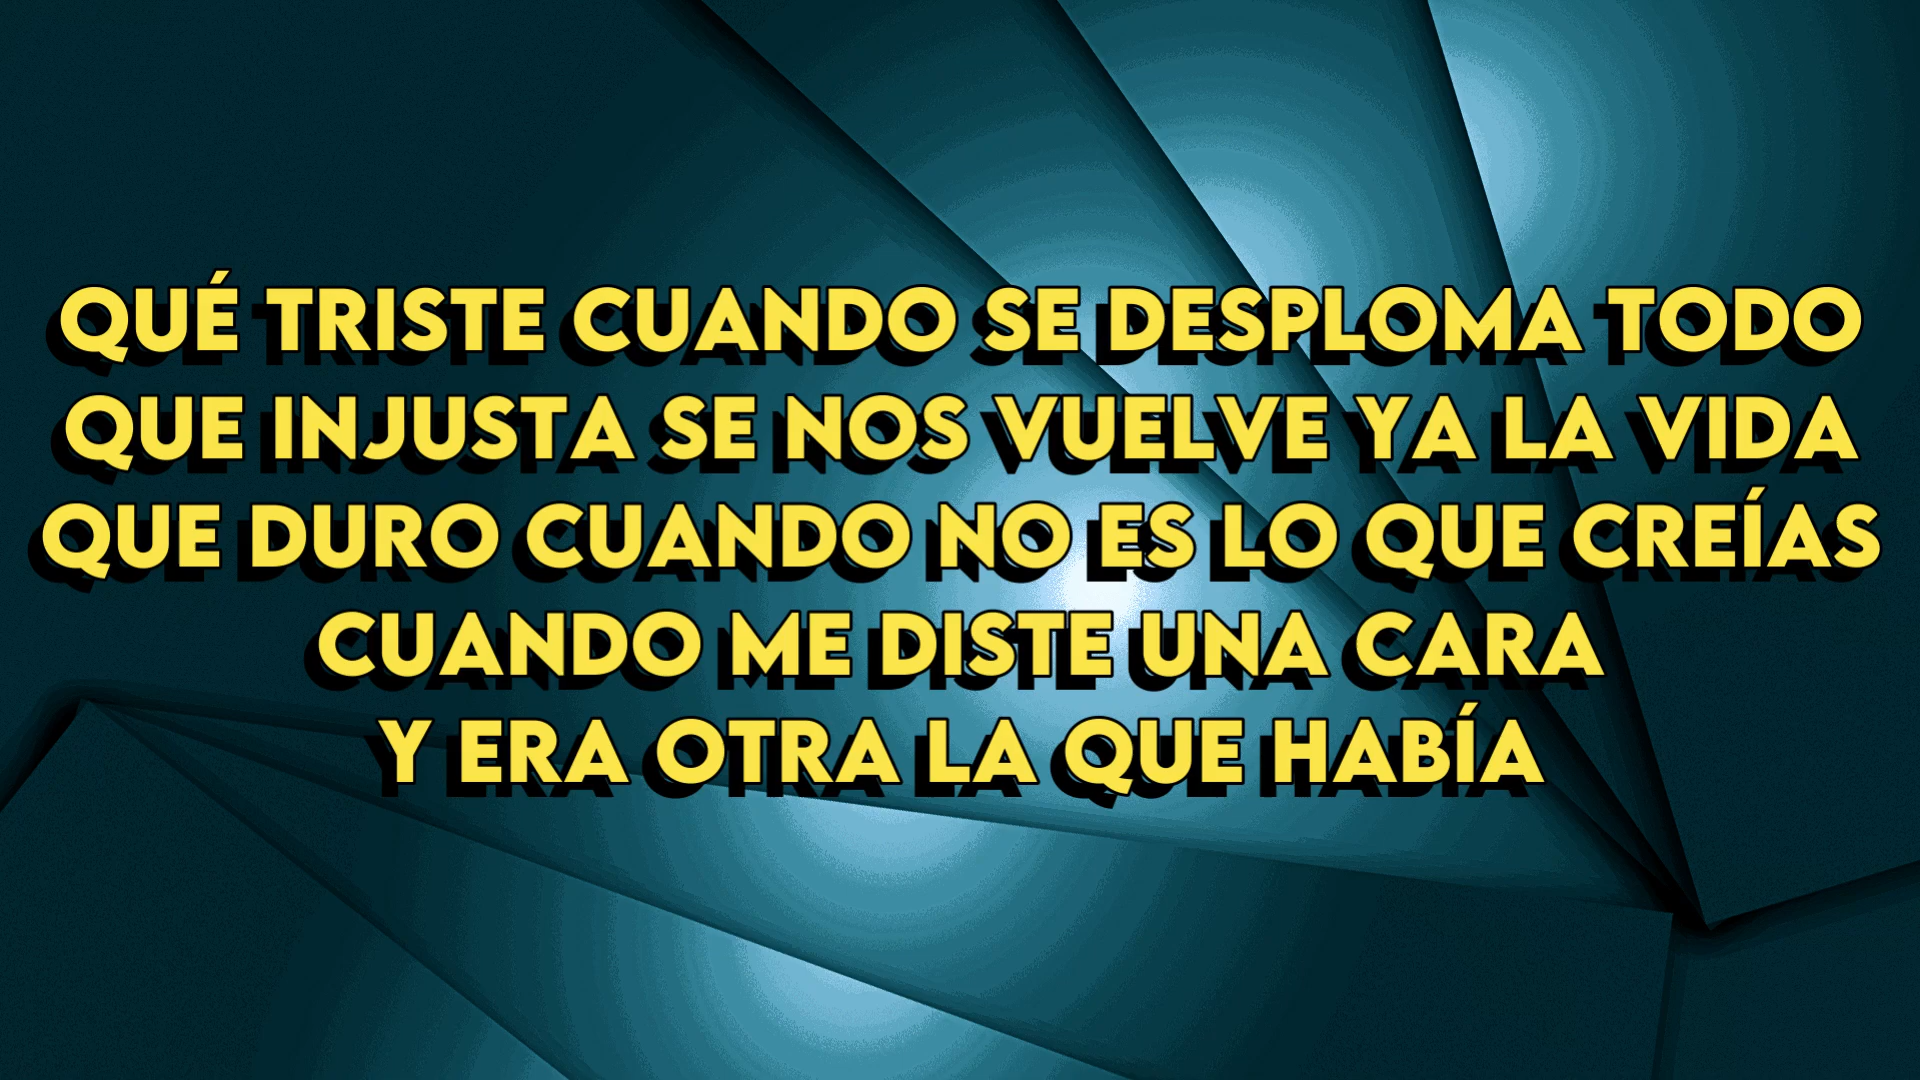 QUÉ TRISTE CUANDO SE DESPLOMA TODO
QUE INJUSTA SE NOS VUELVE YA LA VIDA
QUE DURO CUANDO NO ES LO QUE CREÍAS
CUANDO ME DISTE UNA CARA
Y ERA OTRA LA QUE HABÍA